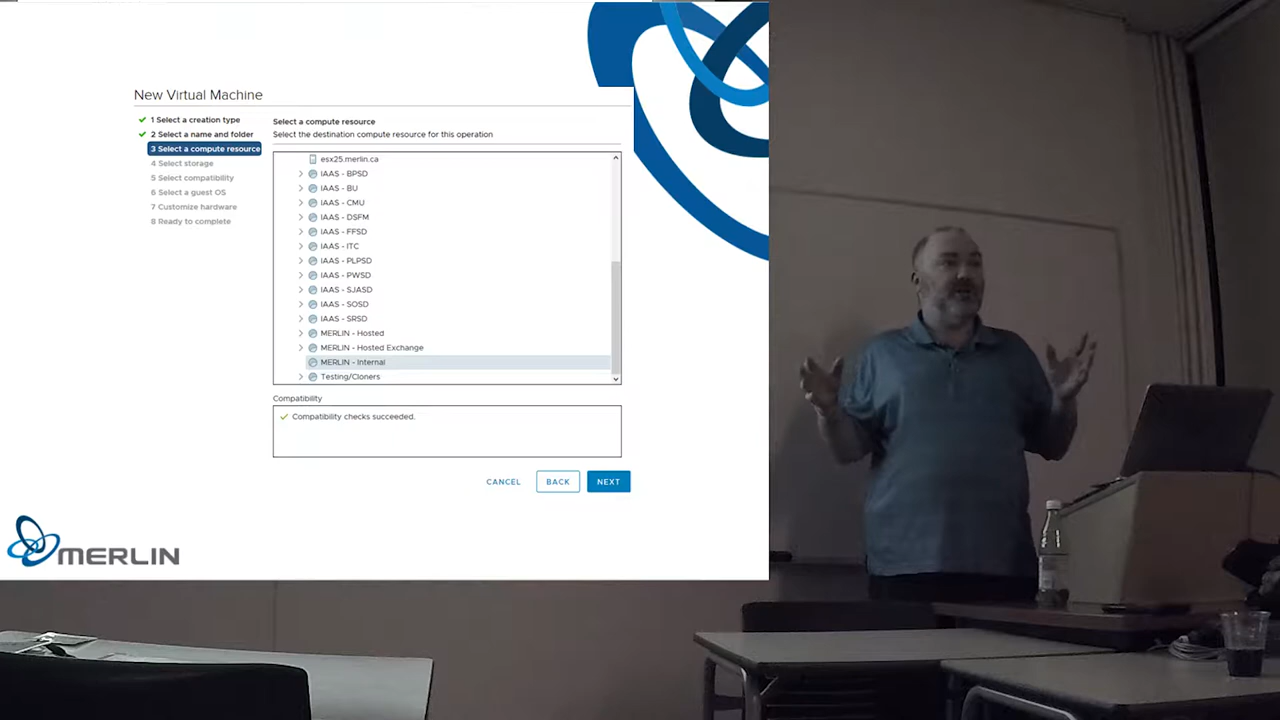 New Virtual Machine
1 Select a creation type
2 Select a name and folder
3 Select a compute resource
4 Select storage
5 Select compatibility
6 Select a guest OS
7 Customize hardware
8 Ready to complete
Select a compute resource
Select the destination compute resource for this operation
esx25.merlin.ca
IAAS - BPSD
IAAS - BU
IAAS - CMU
IAAS - DSFM
IAAS - FFSD
IAAS - ITC
IAAS - PLPSD
IAAS - PWSD
IAAS - SJASD
IAAS - SOSD
IAAS - SRSD
MERLIN - Hosted
MERLIN - Hosted Exchange
MERLIN - Internal
Testing/Cloners
Compatibility
Compatibility checks succeeded.
CANCEL BACK NEXT
MERLIN